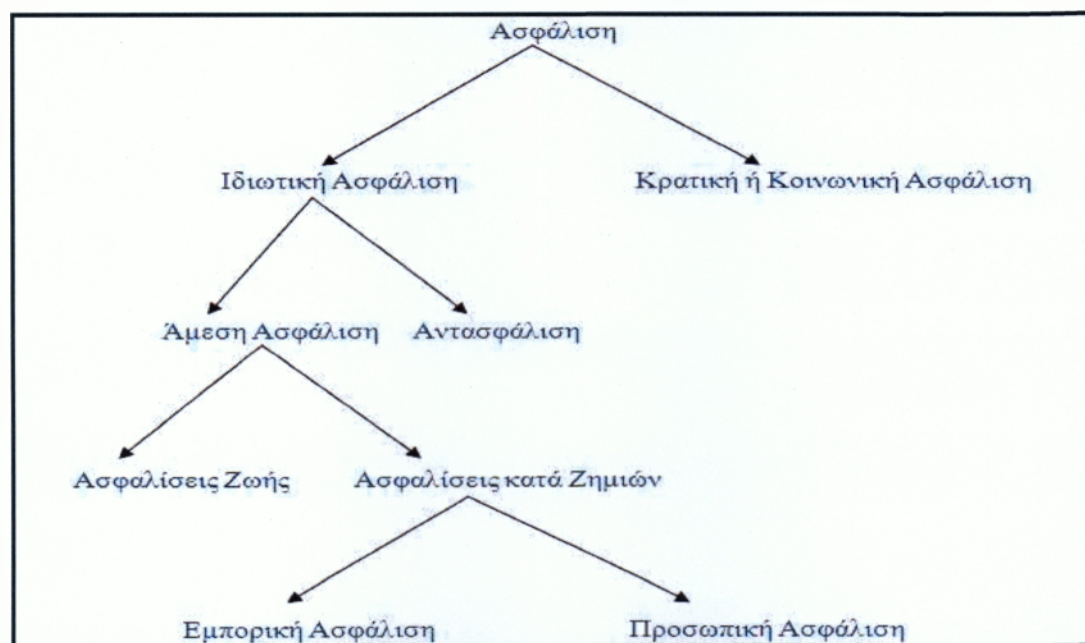 Ασφάλιση
Ιδιωτική Ασφάλιση Κρατική ή Κοινωνική Ασφάλιση
Άμεση Ασφάλιση Αντασφάλιση
Ασφαλίσεις Ζωής Ασφαλίσεις κατά Ζημιών
Εμπορική Ασφάλιση Προσωπική Ασφάλιση